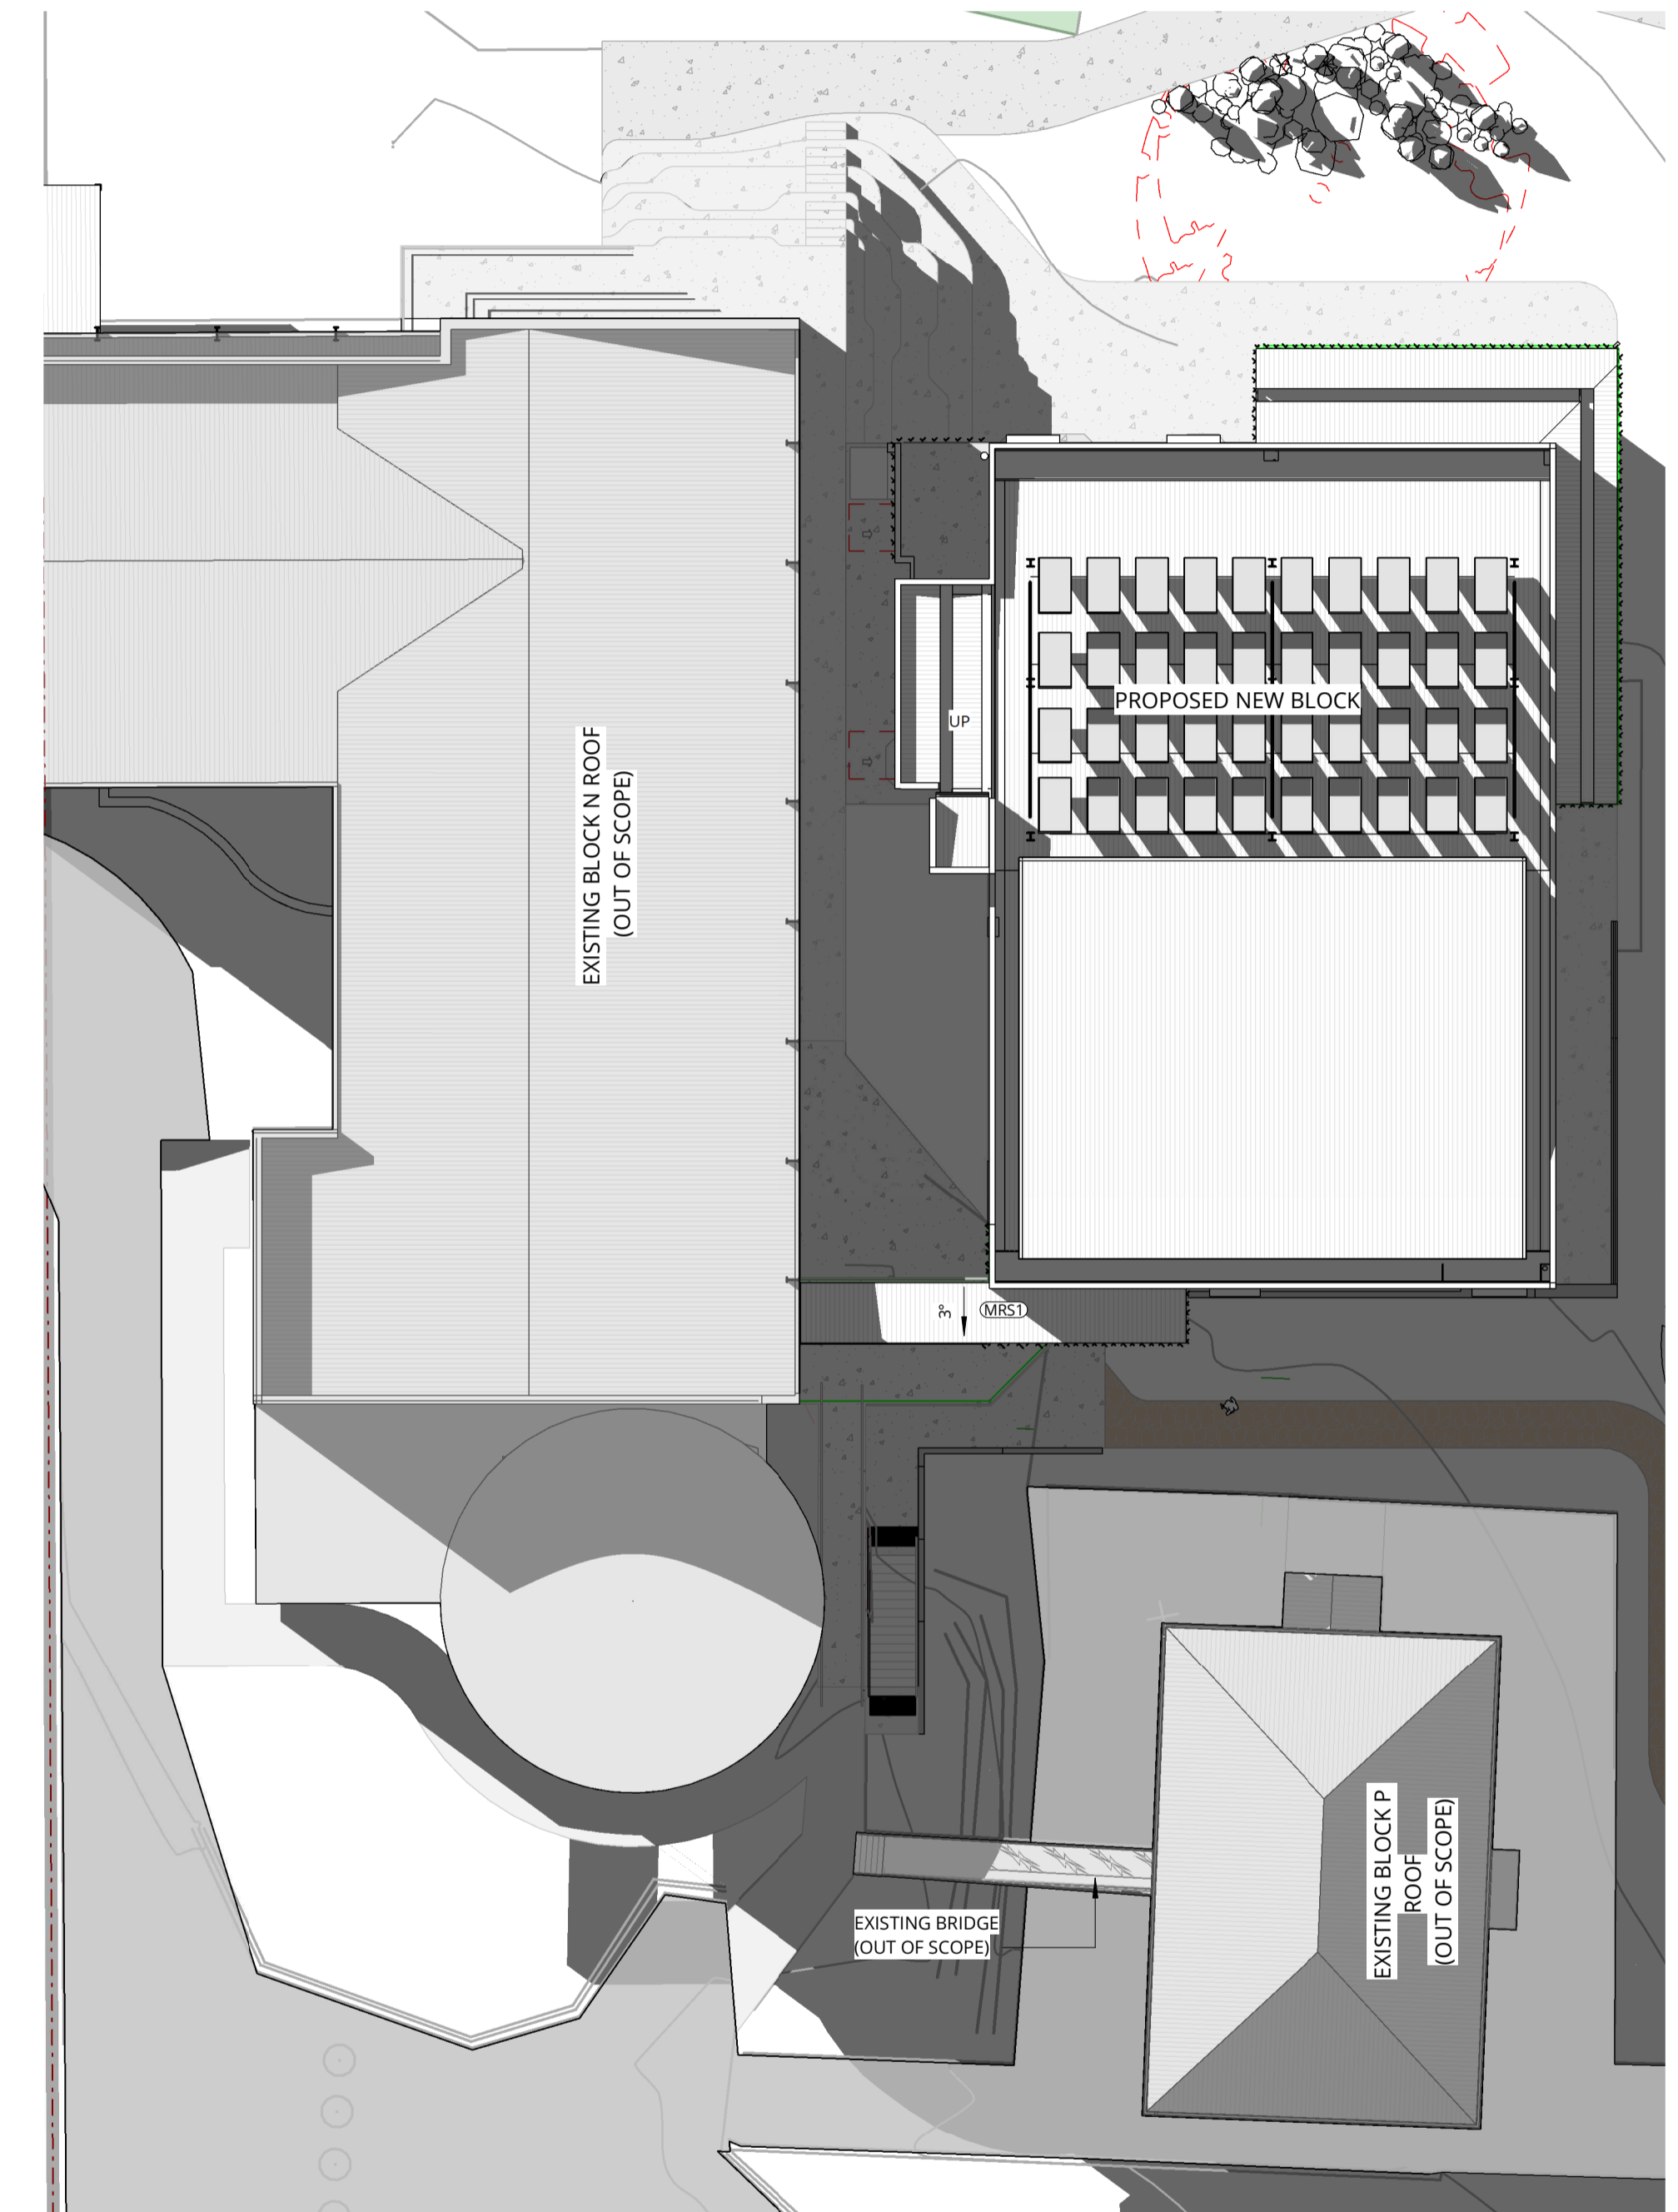 PROPOSED NEW BLOCK
UP
EXISTING BLOCK N ROOF
(OUT OF SCOPE)
3°
MRS1
EXISTING BRIDGE
(OUT OF SCOPE)
EXISTING BLOCK P
ROOF
(OUT OF SCOPE)